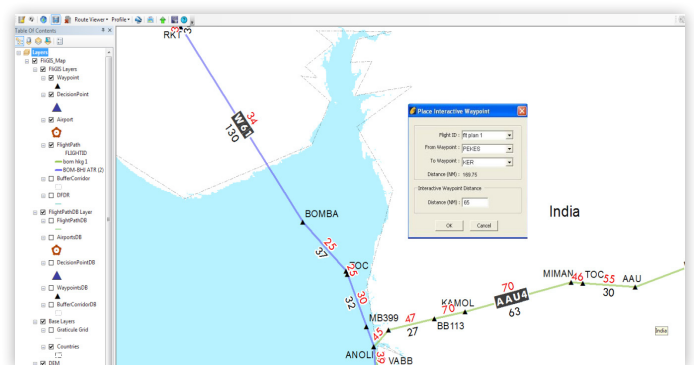 Route Viewer Profile
Table Of Contents
Layers
FliGIS_Map
FliGIS Layers
Waypoint
DecisionPoint
Airport
FlightPath
FLIGHTID
bom hkg 1
BOM-BHI ATR (2)
BufferCorridor
DFDR
FlightPathDB Layer
FlightPathDB
AirportsDB
DecisionPointDB
WaypointsDB
BufferCorridorDB
Base Layers
Graticule Grid
Countries
DEM
RKT
34
W61
130
BOMBA
25
37
TOC
25
30
32
MB399
45
ANOLI
39
VABB
47
27
KAMOL
70
BB113
70
AAU4
63
MIMAN
46
TOC
55
30
AAU
India
India
Place Interactive Waypoint
Flight ID : flt plan 1
From Waypoint : PEKES
To Waypoint : KER
Distance (NM) : 169.75
Interactive Waypoint Distance
Distance (NM) : 65
OK Cancel